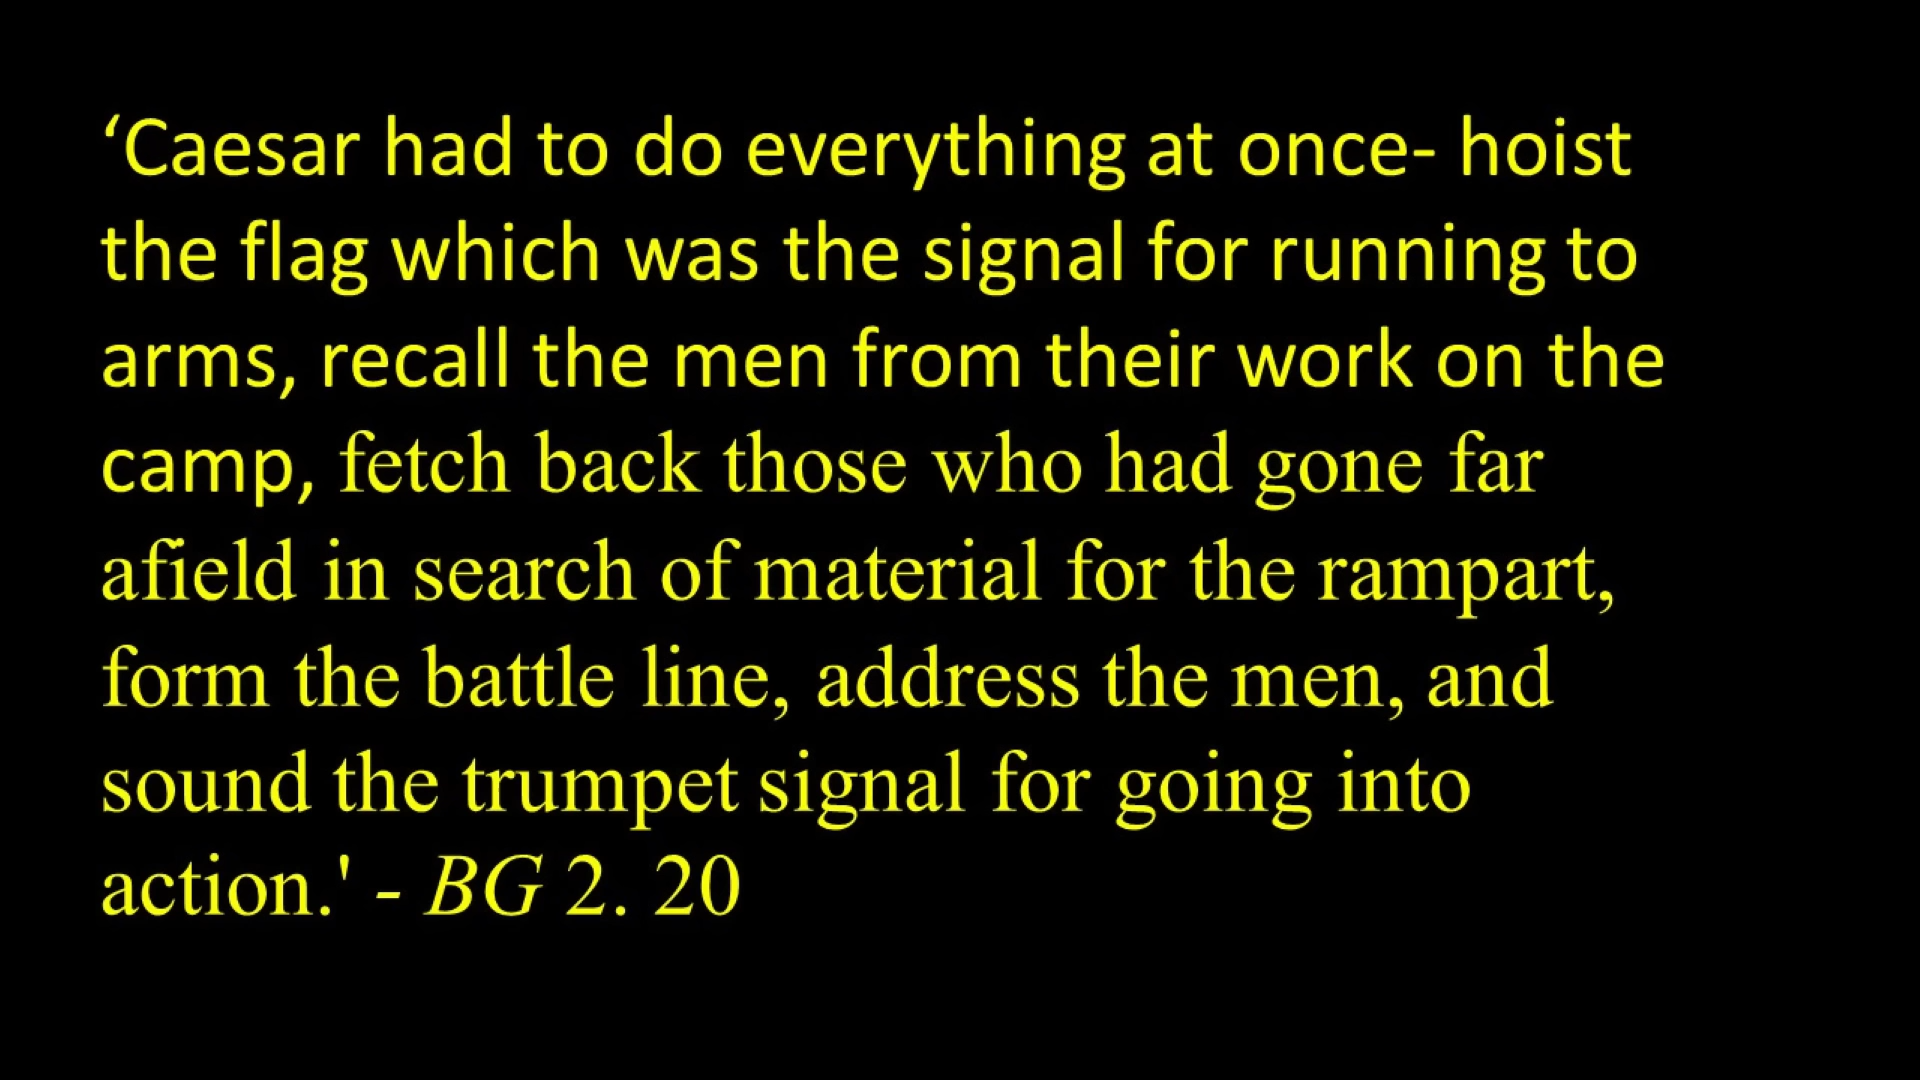 ‘Caesar had to do everything at once- hoist
the flag which was the signal for running to
arms, recall the men from their work on the
camp, fetch back those who had gone far
afield in search of material for the rampart,
form the battle line, address the men, and
sound the trumpet signal for going into
action.' - BG 2. 20